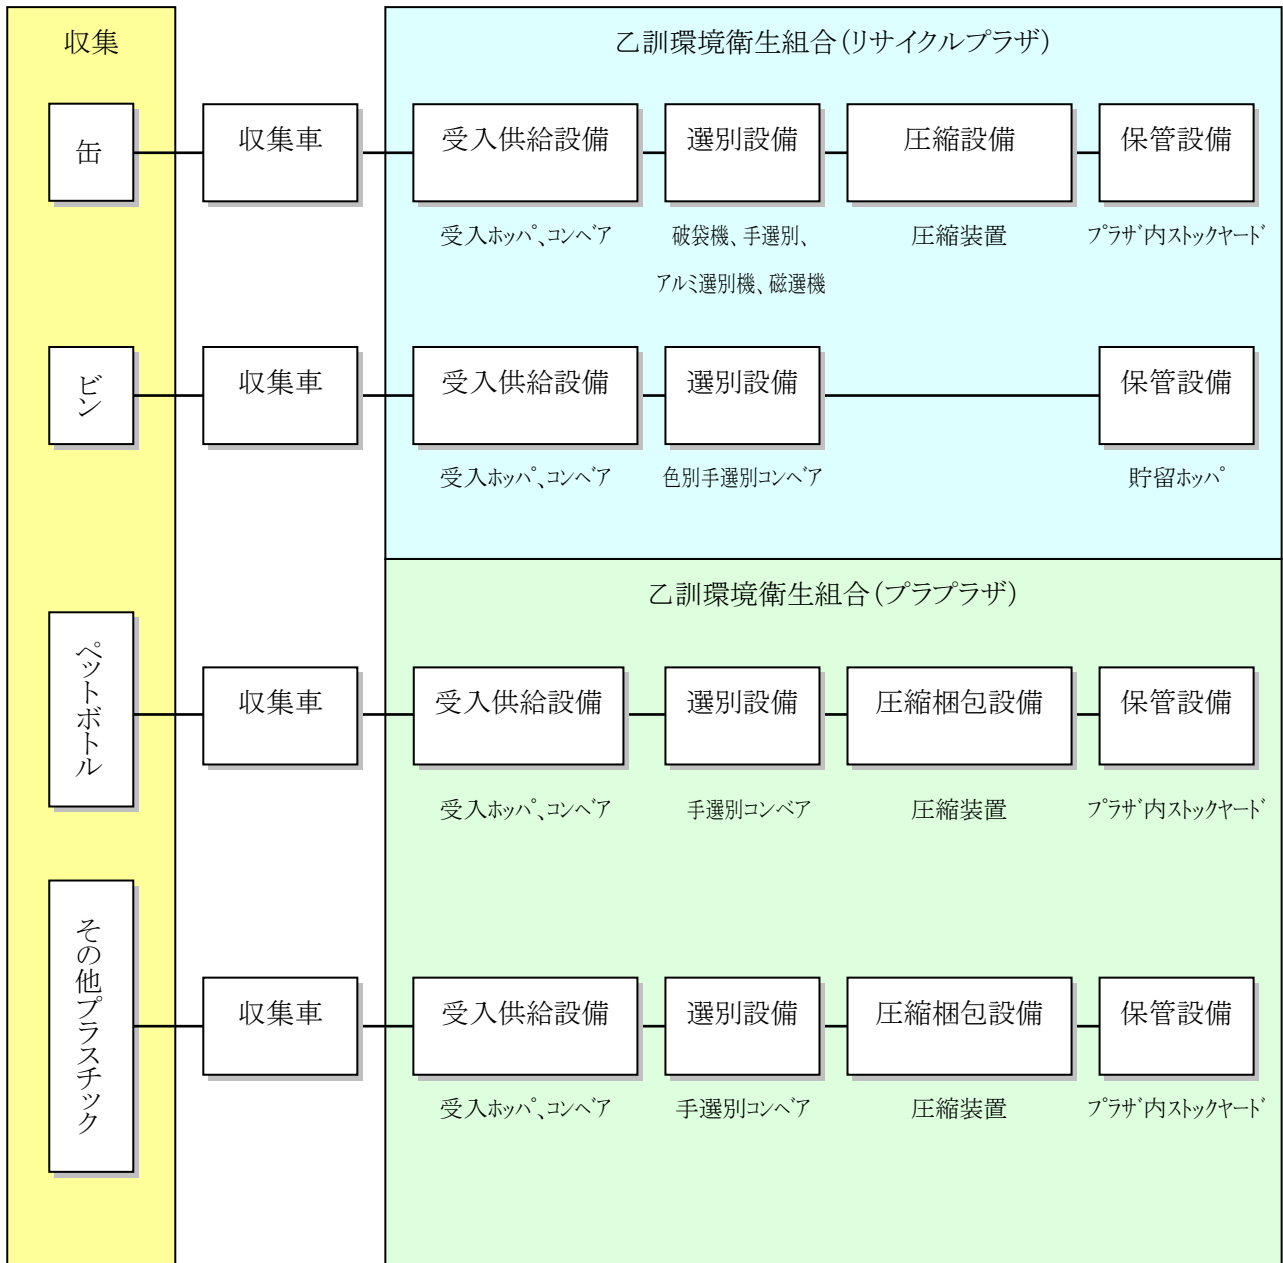 収集
乙訓環境衛生組合（リサイクルプラザ）
缶
収集車
受入供給設備
選別設備
圧縮設備
保管設備
受入ﾎｯﾊﾟ、ｺﾝﾍﾞｱ
破袋機、手選別、
ｱﾙﾐ選別機、磁選機
圧縮装置
ﾌﾟﾗｻﾞ内ｽﾄｯｸﾔｰﾄﾞ
ビン
収集車
受入供給設備
選別設備
保管設備
受入ﾎｯﾊﾟ、ｺﾝﾍﾞｱ
色別手選別ｺﾝﾍﾞｱ
貯留ﾎｯﾊﾟ
乙訓環境衛生組合（プラプラザ）
ペットボトル
収集車
受入供給設備
選別設備
圧縮梱包設備
保管設備
受入ﾎｯﾊﾟ、ｺﾝﾍﾞｱ
手選別コンベア
圧縮装置
ﾌﾟﾗｻﾞ内ｽﾄｯｸﾔｰﾄﾞ
その他プラスチック
収集車
受入供給設備
選別設備
圧縮梱包設備
保管設備
受入ﾎｯﾊﾟ、ｺﾝﾍﾞｱ
手選別ｺﾝﾍﾞｱ
圧縮装置
ﾌﾟﾗｻﾞ内ｽﾄｯｸﾔｰﾄﾞ